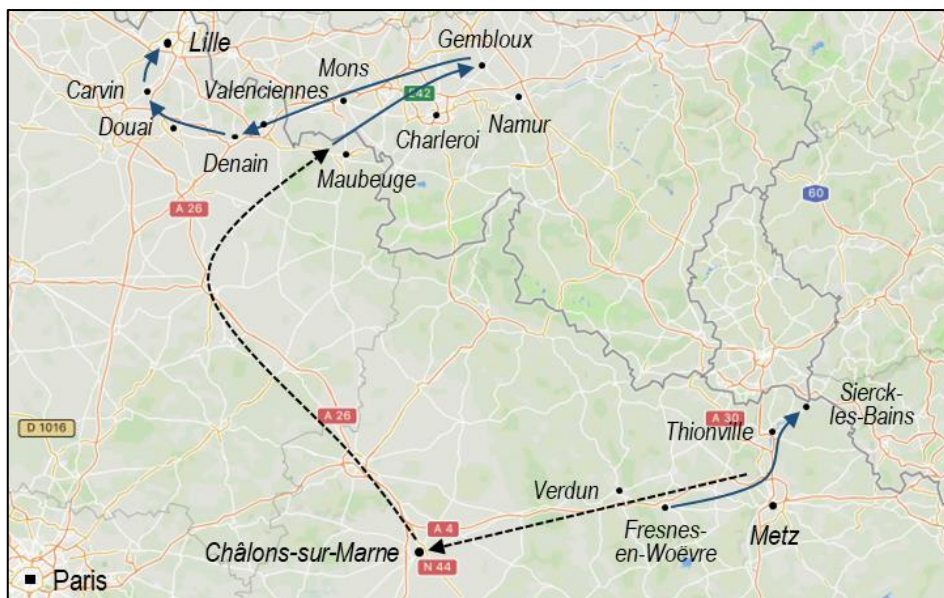 Lille
Gembloux
Mons
Carvin
Valenciennes
E42
Douai
Charleroi
Namur
Denain
Maubeuge
60
A 26
Sierck-
les-Bains
A 26
A 30
D 1016
Thionville
Verdun
A 4
Fresnes-
en-Woëvre
Metz
Châlons-sur-Marne
N 44
Paris